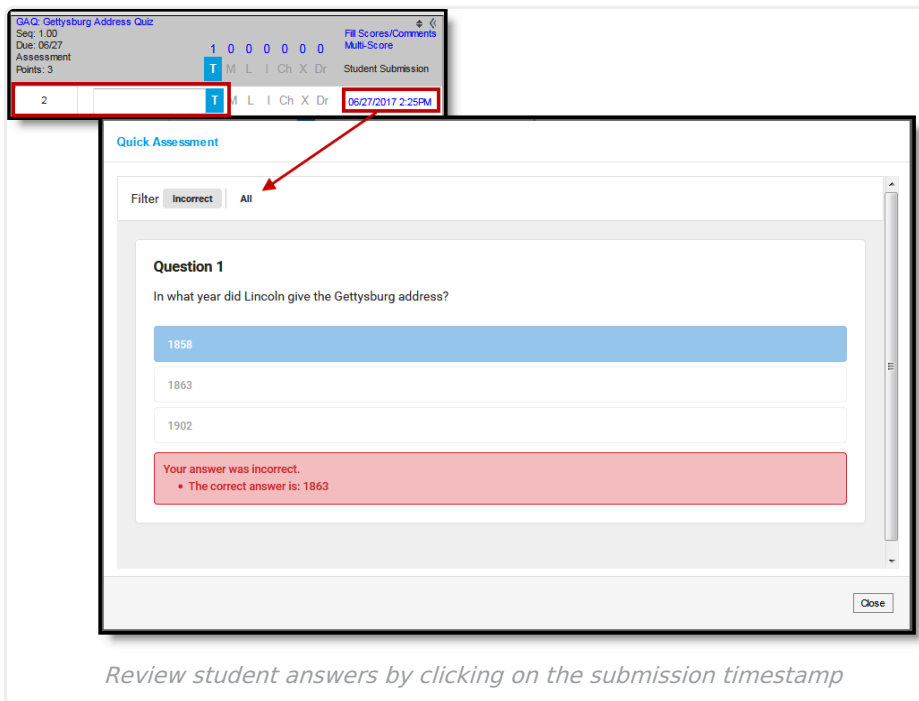 GAQ: Gettysburg Address Quiz
Seq: 1.00 Fill Scores/Comments
Due: 06/27 1 0 0 0 0 0 0 Multi-Score
Assessment
Points: 3 T M L I Ch X Dr Student Submission
2 T M L I Ch X Dr 06/27/2017 2:25PM
Quick Assessment
Filter Incorrect All
Question 1
In what year did Lincoln give the Gettysburg address?
1858
1863
1902
Your answer was incorrect.
• The correct answer is: 1863
Close
Review student answers by clicking on the submission timestamp